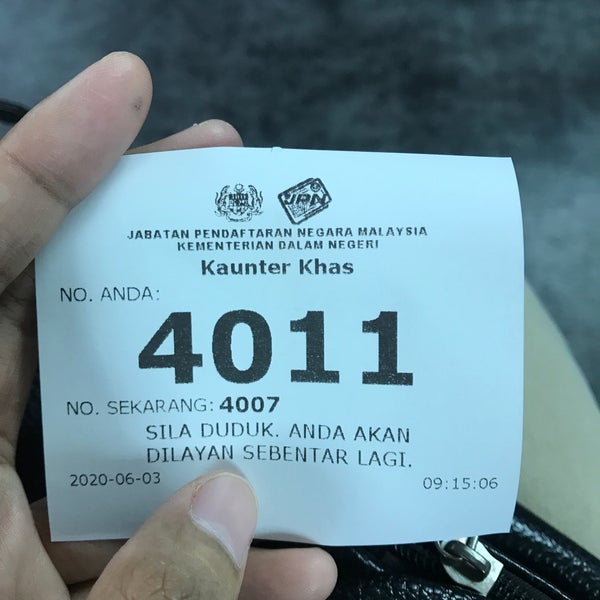 JPN
JABATAN PENDAFTARAN NEGARA MALAYSIA
KEMENTERIAN DALAM NEGERI
Kaunter Khas
NO. ANDA:
4011
NO. SEKARANG: 4007
SILA DUDUK. ANDA AKAN
DILAYAN SEBENTAR LAGI.
2020-06-03 09:15:06